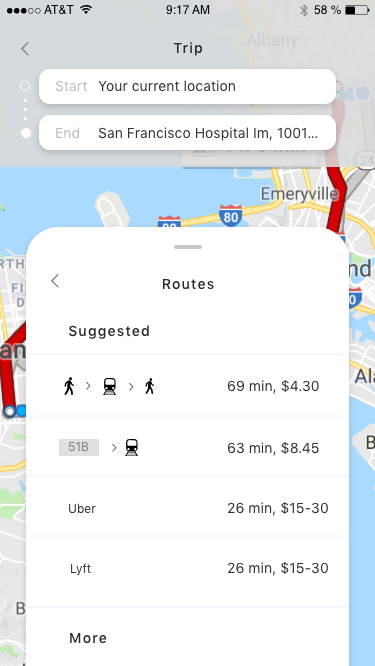 AT&T 9:17 AM 58 %
Albany
Trip
Start Your current location
End San Francisco Hospital Im, 1001...
24
Emeryville
80
80
Routes
Suggested
69 min, $4.30
51B 63 min, $8.45
Uber 26 min, $15-30
Lyft 26 min, $15-30
More